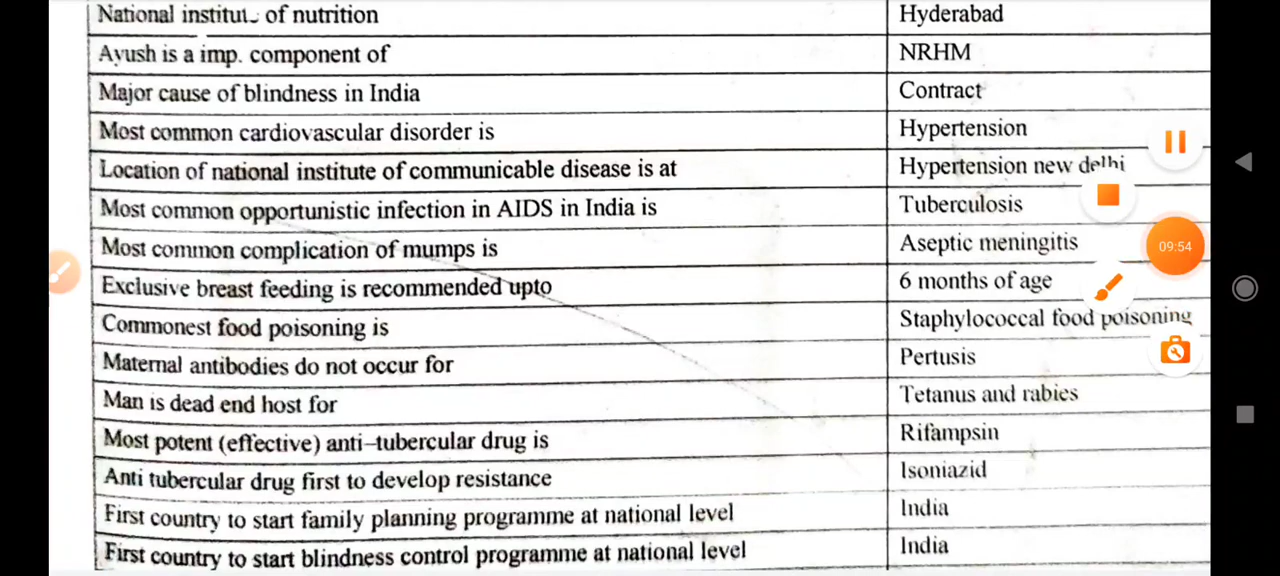 National institute of nutrition Hyderabad
Ayush is a imp. component of NRHM
Major cause of blindness in India Contract
Most common cardiovascular disorder is Hypertension
Location of national institute of communicable disease is at Hypertension new delhi
Most common opportunistic infection in AIDS in India is Tuberculosis
Most common complication of mumps is Aseptic meningitis
Exclusive breast feeding is recommended upto 6 months of age
Commonest food poisoning is Staphylococcal food poisoning
Maternal antibodies do not occur for Pertusis
Man is dead end host for Tetanus and rabies
Most potent (effective) anti-tubercular drug is Rifampsin
Anti tubercular drug first to develop resistance Isoniazid
First country to start family planning programme at national level India
First country to start blindness control programme at national level India
09:54